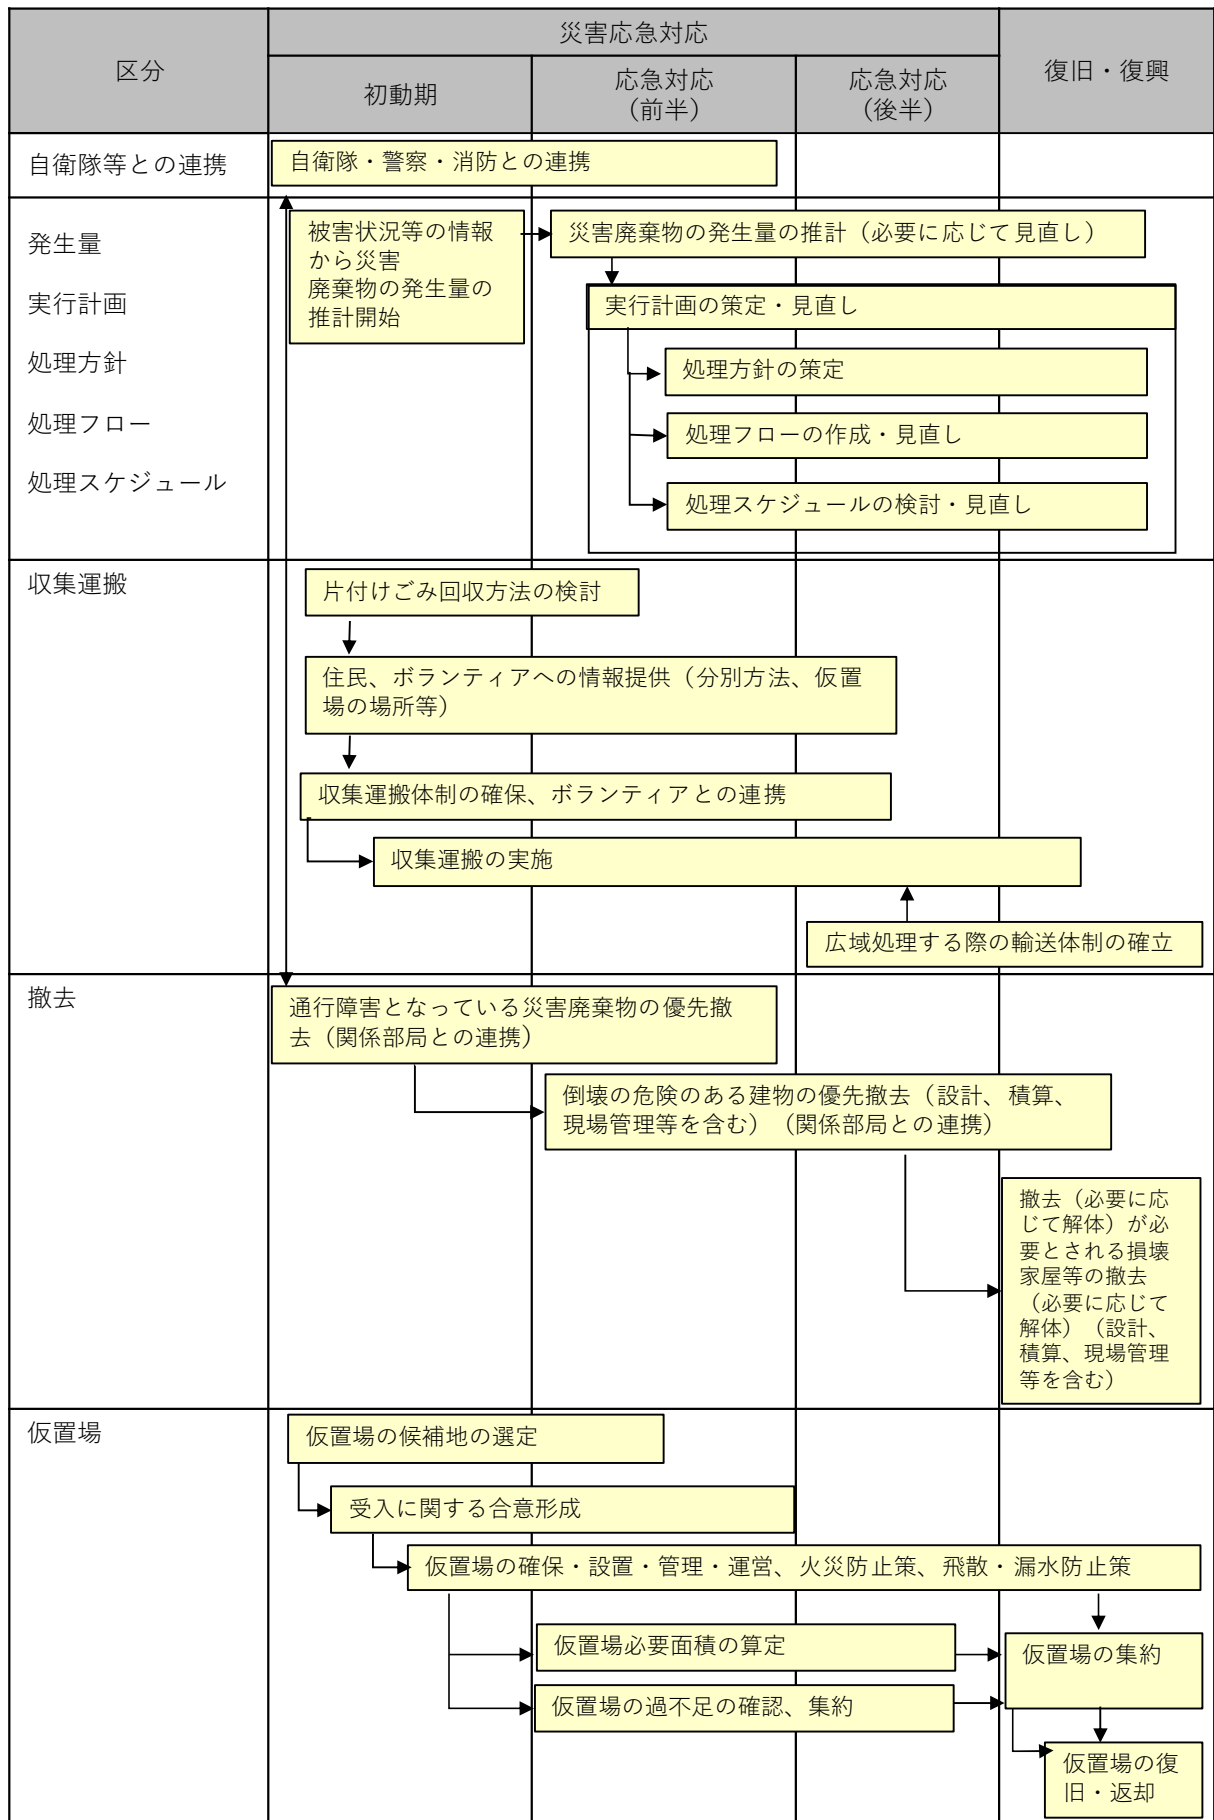 区分
災害応急対応
復旧・復興
初動期
応急対応
（前半）
応急対応
（後半）
自衛隊等との連携
自衛隊・警察・消防との連携
発生量
実行計画
処理方針
処理フロー
処理スケジュール
被害状況等の情報
から災害
廃棄物の発生量の
推計開始
災害廃棄物の発生量の推計（必要に応じて見直し）
実行計画の策定・見直し
処理方針の策定
処理フローの作成・見直し
処理スケジュールの検討・見直し
収集運搬
片付けごみ回収方法の検討
住民、ボランティアへの情報提供（分別方法、仮置
場の場所等）
収集運搬体制の確保、ボランティアとの連携
収集運搬の実施
広域処理する際の輸送体制の確立
撤去
通行障害となっている災害廃棄物の優先撤
去（関係部局との連携）
倒壊の危険のある建物の優先撤去（設計、積算、
現場管理等を含む）（関係部局との連携）
撤去（必要に応
じて解体）が必
要とされる損壊
家屋等の撤去
（必要に応じて
解体）（設計、
積算、現場管理
等を含む）
仮置場
仮置場の候補地の選定
受入に関する合意形成
仮置場の確保・設置・管理・運営、火災防止策、飛散・漏水防止策
仮置場必要面積の算定
仮置場の集約
仮置場の過不足の確認、集約
仮置場の復
旧・返却